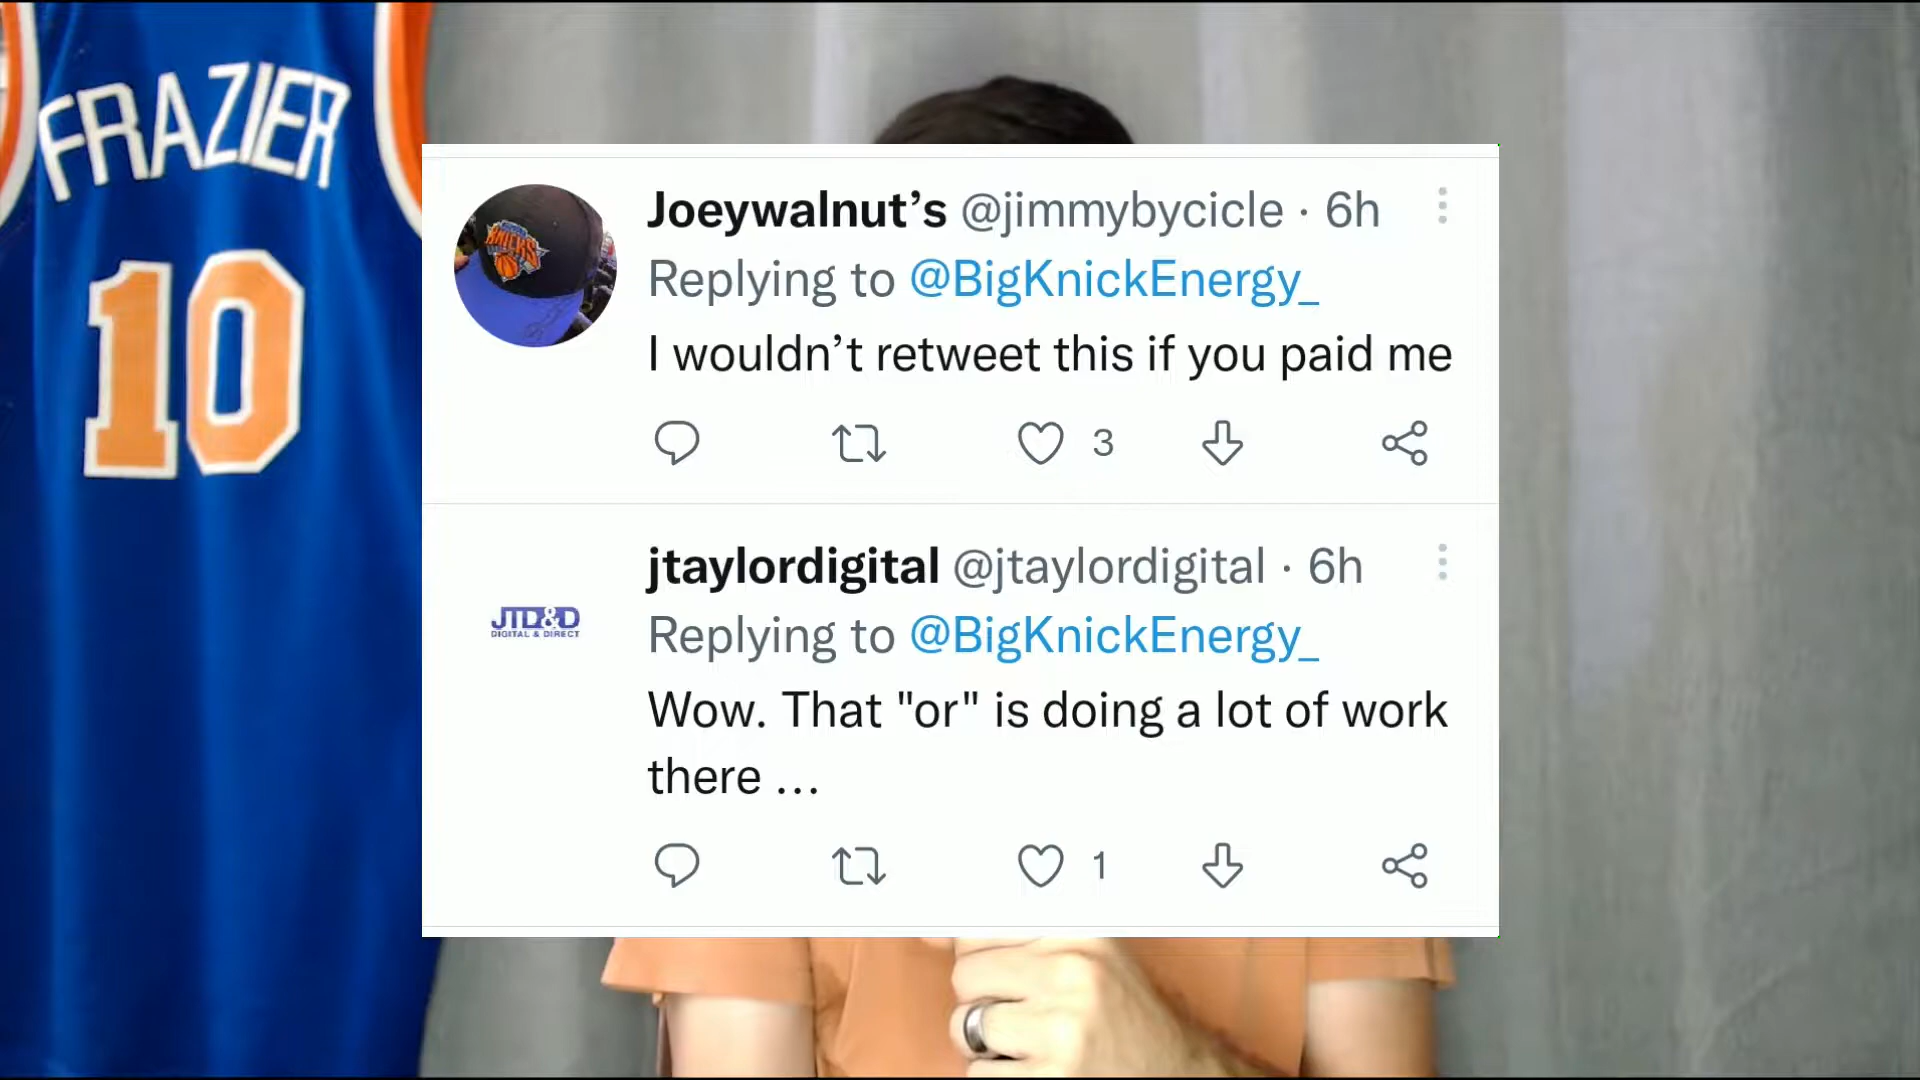 FRAZIER
10
KNICKS
Joeywalnut’s @jimmybycicle · 6h
Replying to @BigKnickEnergy_
I wouldn’t retweet this if you paid me
3
JTD&D
DIGITAL & DIRECT
jtaylordigital @jtaylordigital · 6h
Replying to @BigKnickEnergy_
Wow. That "or" is doing a lot of work
there ...
1